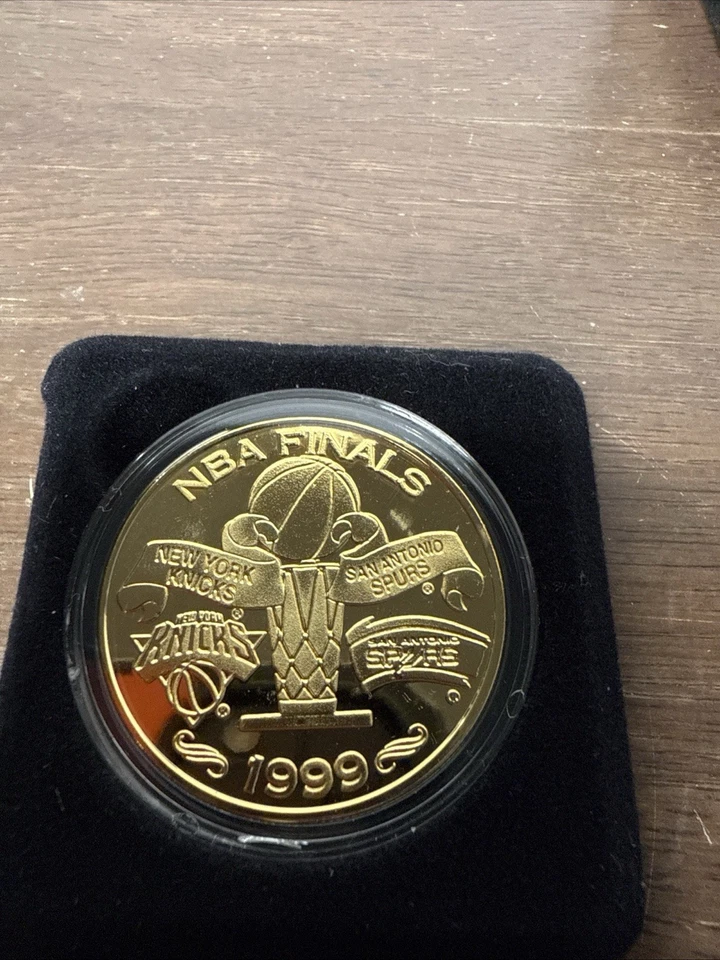 NBA FINALS
NEW YORK
KNICKS
SAN ANTONIO
SPURS
®
®
NEW YORK
KNICKS
®
SAN ANTONIO
SPURS
1999